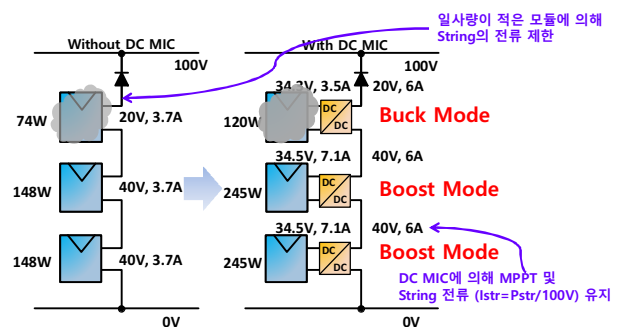 일사량이 적은 모듈에 의해
String의 전류 제한
Without DC MIC
100V
74W
20V, 3.7A
148W
40V, 3.7A
148W
40V, 3.7A
0V
With DC MIC
100V
V, 3.5A
20V, 6A
120W
DC
DC
Buck Mode
34.5V, 7.1A
40V, 6A
245W
DC
DC
Boost Mode
34.5V, 7.1A
40V, 6A
245W
DC
DC
Boost Mode
DC MIC에 의해 MPPT 및
String 전류 (Istr=Pstr/100V) 유지
0V